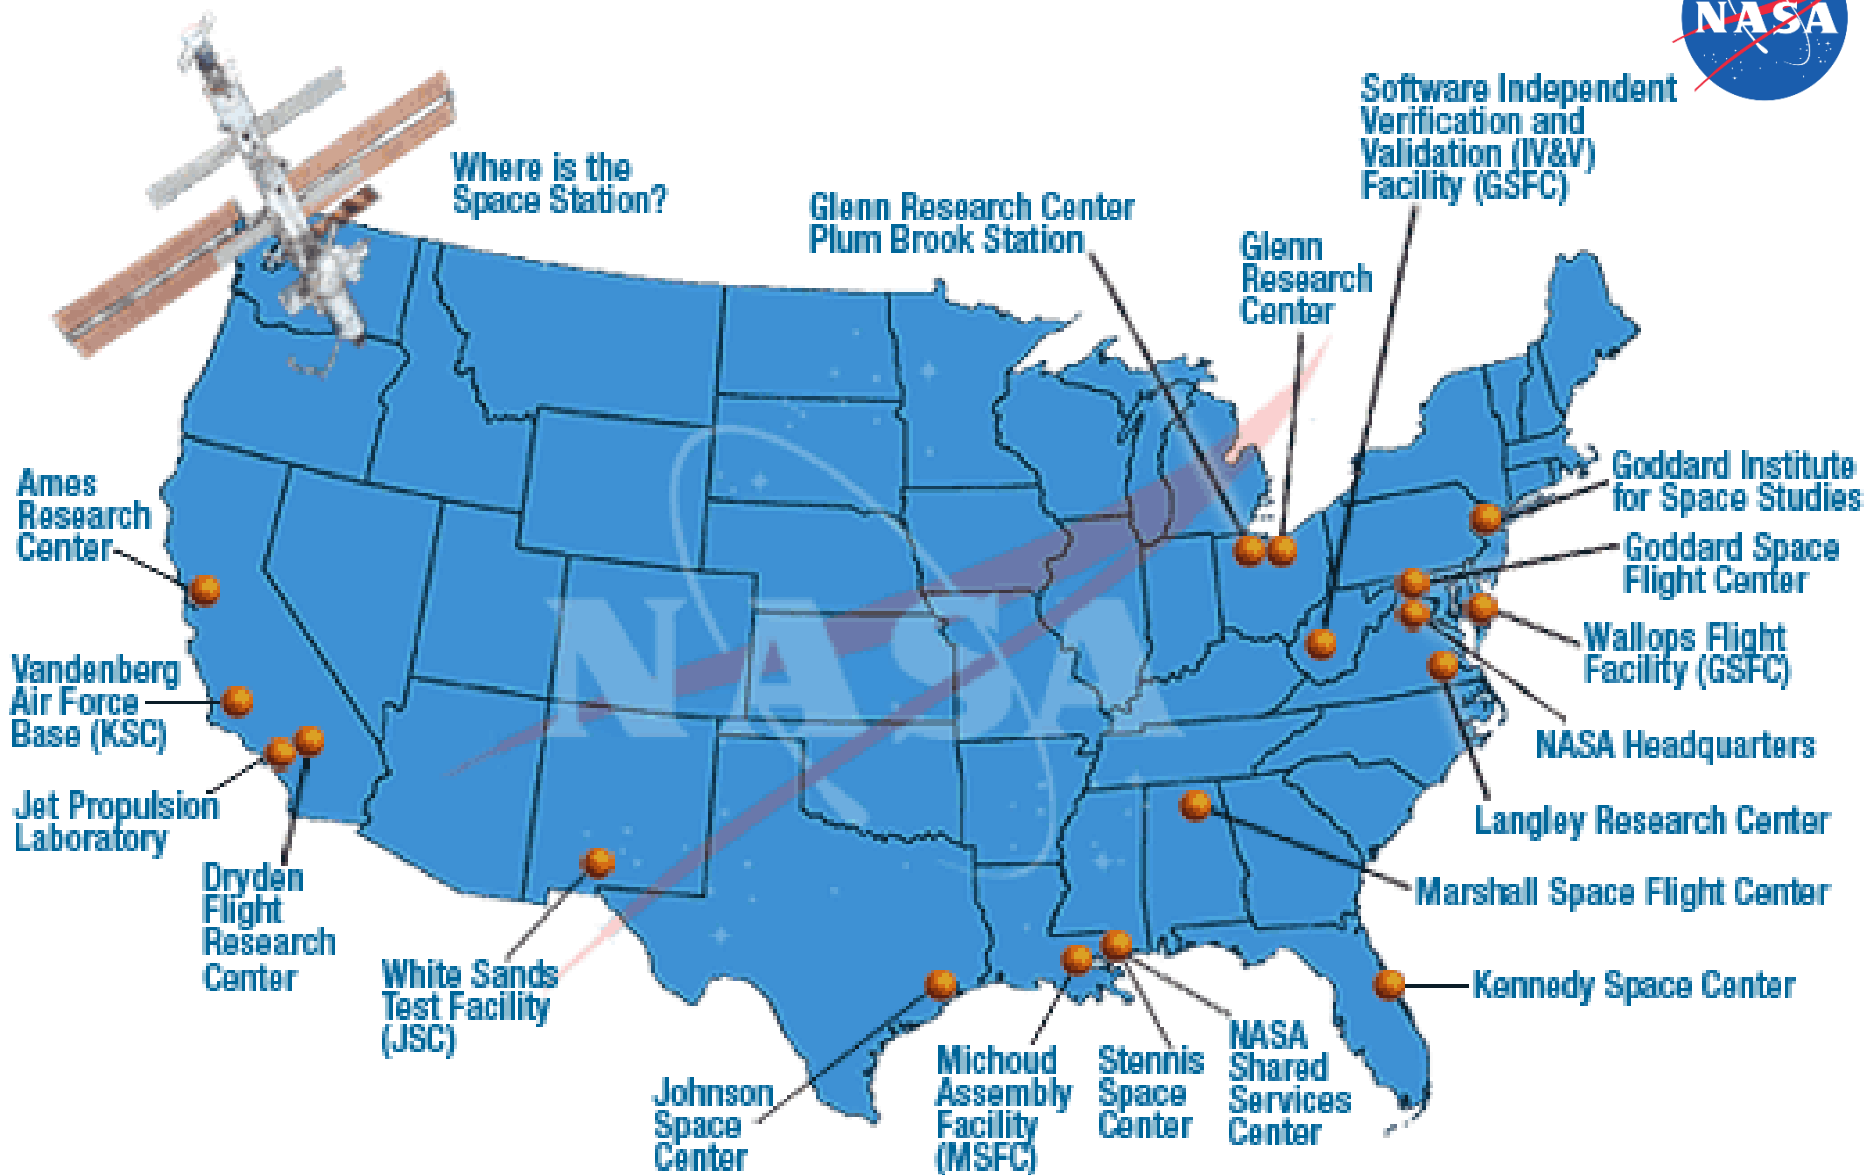 NASA
Software Independent
Verification and
Validation (IV&V)
Facility (GSFC)
Where is the
Space Station?
Glenn Research Center
Plum Brook Station
Glenn
Research
Center
Ames
Research
Center
Goddard Institute
for Space Studies
Goddard Space
Flight Center
Wallops Flight
Facility (GSFC)
NASA
Vandenberg
Air Force
Base (KSC)
NASA Headquarters
Jet Propulsion
Laboratory
Langley Research Center
Dryden
Flight
Research
Center
Marshall Space Flight Center
White Sands
Test Facility
(JSC)
Kennedy Space Center
Johnson
Space
Center
Michoud
Assembly
Facility
(MSFC)
Stennis
Space
Center
NASA
Shared
Services
Center